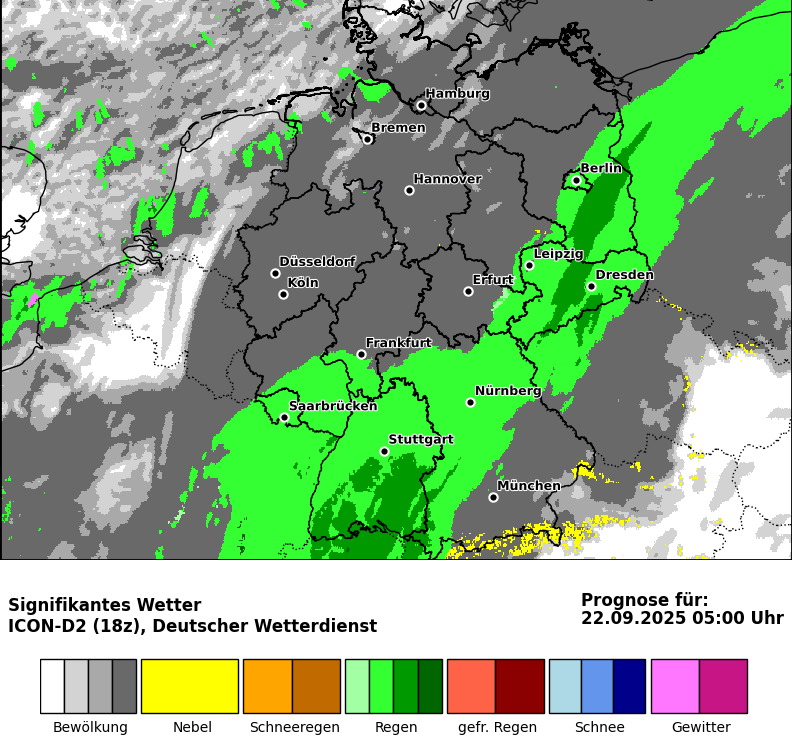 Hamburg
Bremen
Berlin
Hannover
Leipzig
Düsseldorf
Dresden
Erfurt
Köln
Frankfurt
Nürnberg
Saarbrücken
Stuttgart
München
Signifikantes Wetter
ICON-D2 (18z), Deutscher Wetterdienst
Prognose für:
22.09.2025 05:00 Uhr
Bewölkung Nebel Schneeregen Regen gefr. Regen Schnee Gewitter